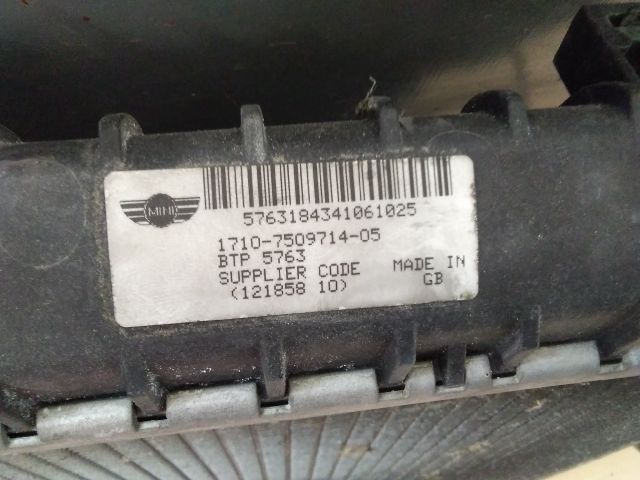 MINI
5763184341061025
1710-7509714-05
BTP 5763
SUPPLIER CODE
(121858 10)
MADE IN
GB